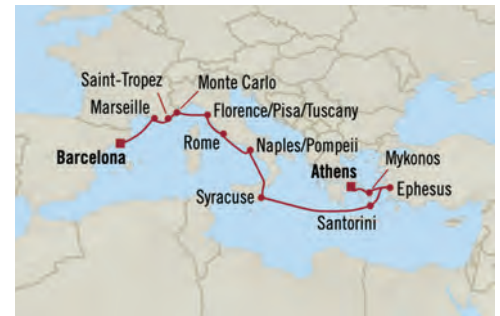 Saint-Tropez
Monte Carlo
Marseille
Florence/Pisa/Tuscany
Barcelona
Rome
Naples/Pompeii
Athens
Mykonos
Ephesus
Syracuse
Santorini